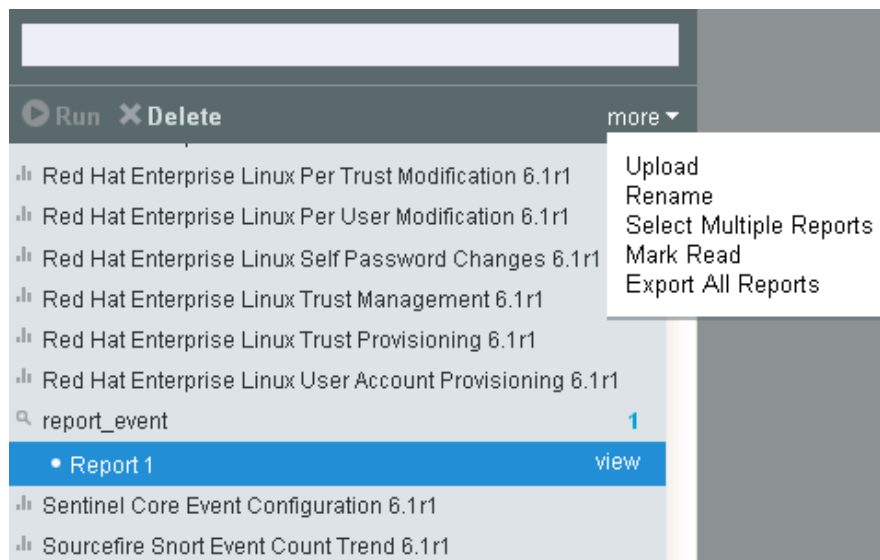 Run Delete more
Upload
Rename
Select Multiple Reports
Mark Read
Export All Reports
Red Hat Enterprise Linux Per Trust Modification 6.1r1
Red Hat Enterprise Linux Per User Modification 6.1r1
Red Hat Enterprise Linux Self Password Changes 6.1r1
Red Hat Enterprise Linux Trust Management 6.1r1
Red Hat Enterprise Linux Trust Provisioning 6.1r1
Red Hat Enterprise Linux User Account Provisioning 6.1r1
report_event 1
Report 1 view
Sentinel Core Event Configuration 6.1r1
Sourcefire Snort Event Count Trend 6.1r1